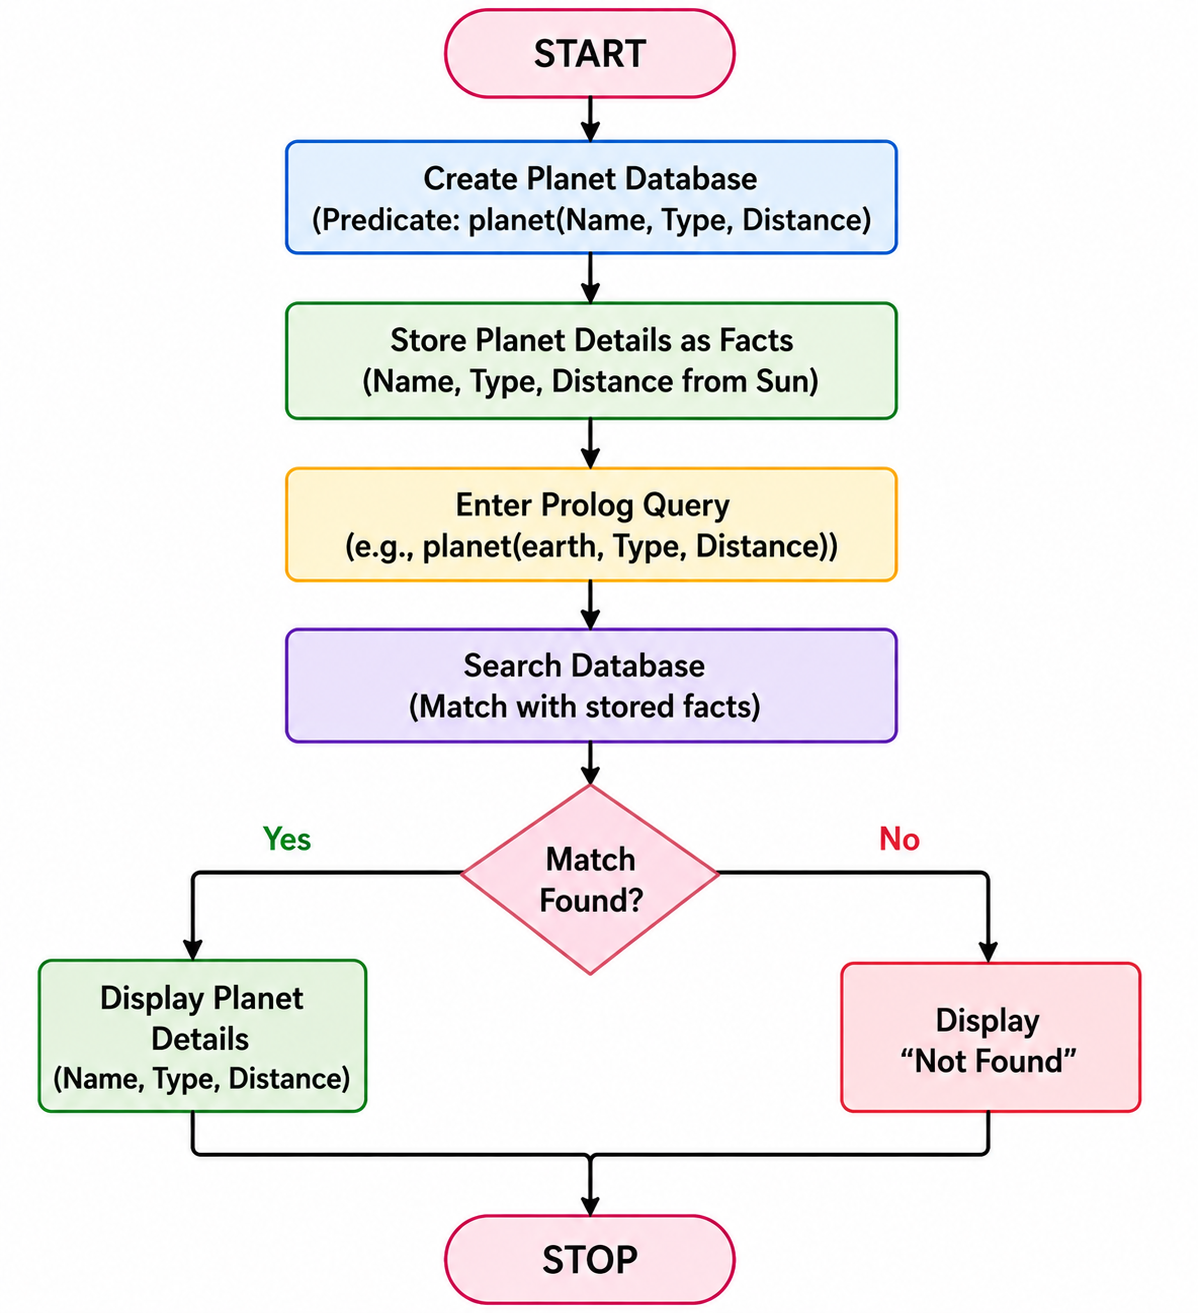 START
Create Planet Database
(Predicate: planet(Name, Type, Distance)
Store Planet Details as Facts
(Name, Type, Distance from Sun)
Enter Prolog Query
(e.g., planet(earth, Type, Distance))
Search Database
(Match with stored facts)
Match
Found?
Yes
No
Display Planet
Details
(Name, Type, Distance)
Display
“Not Found”
STOP